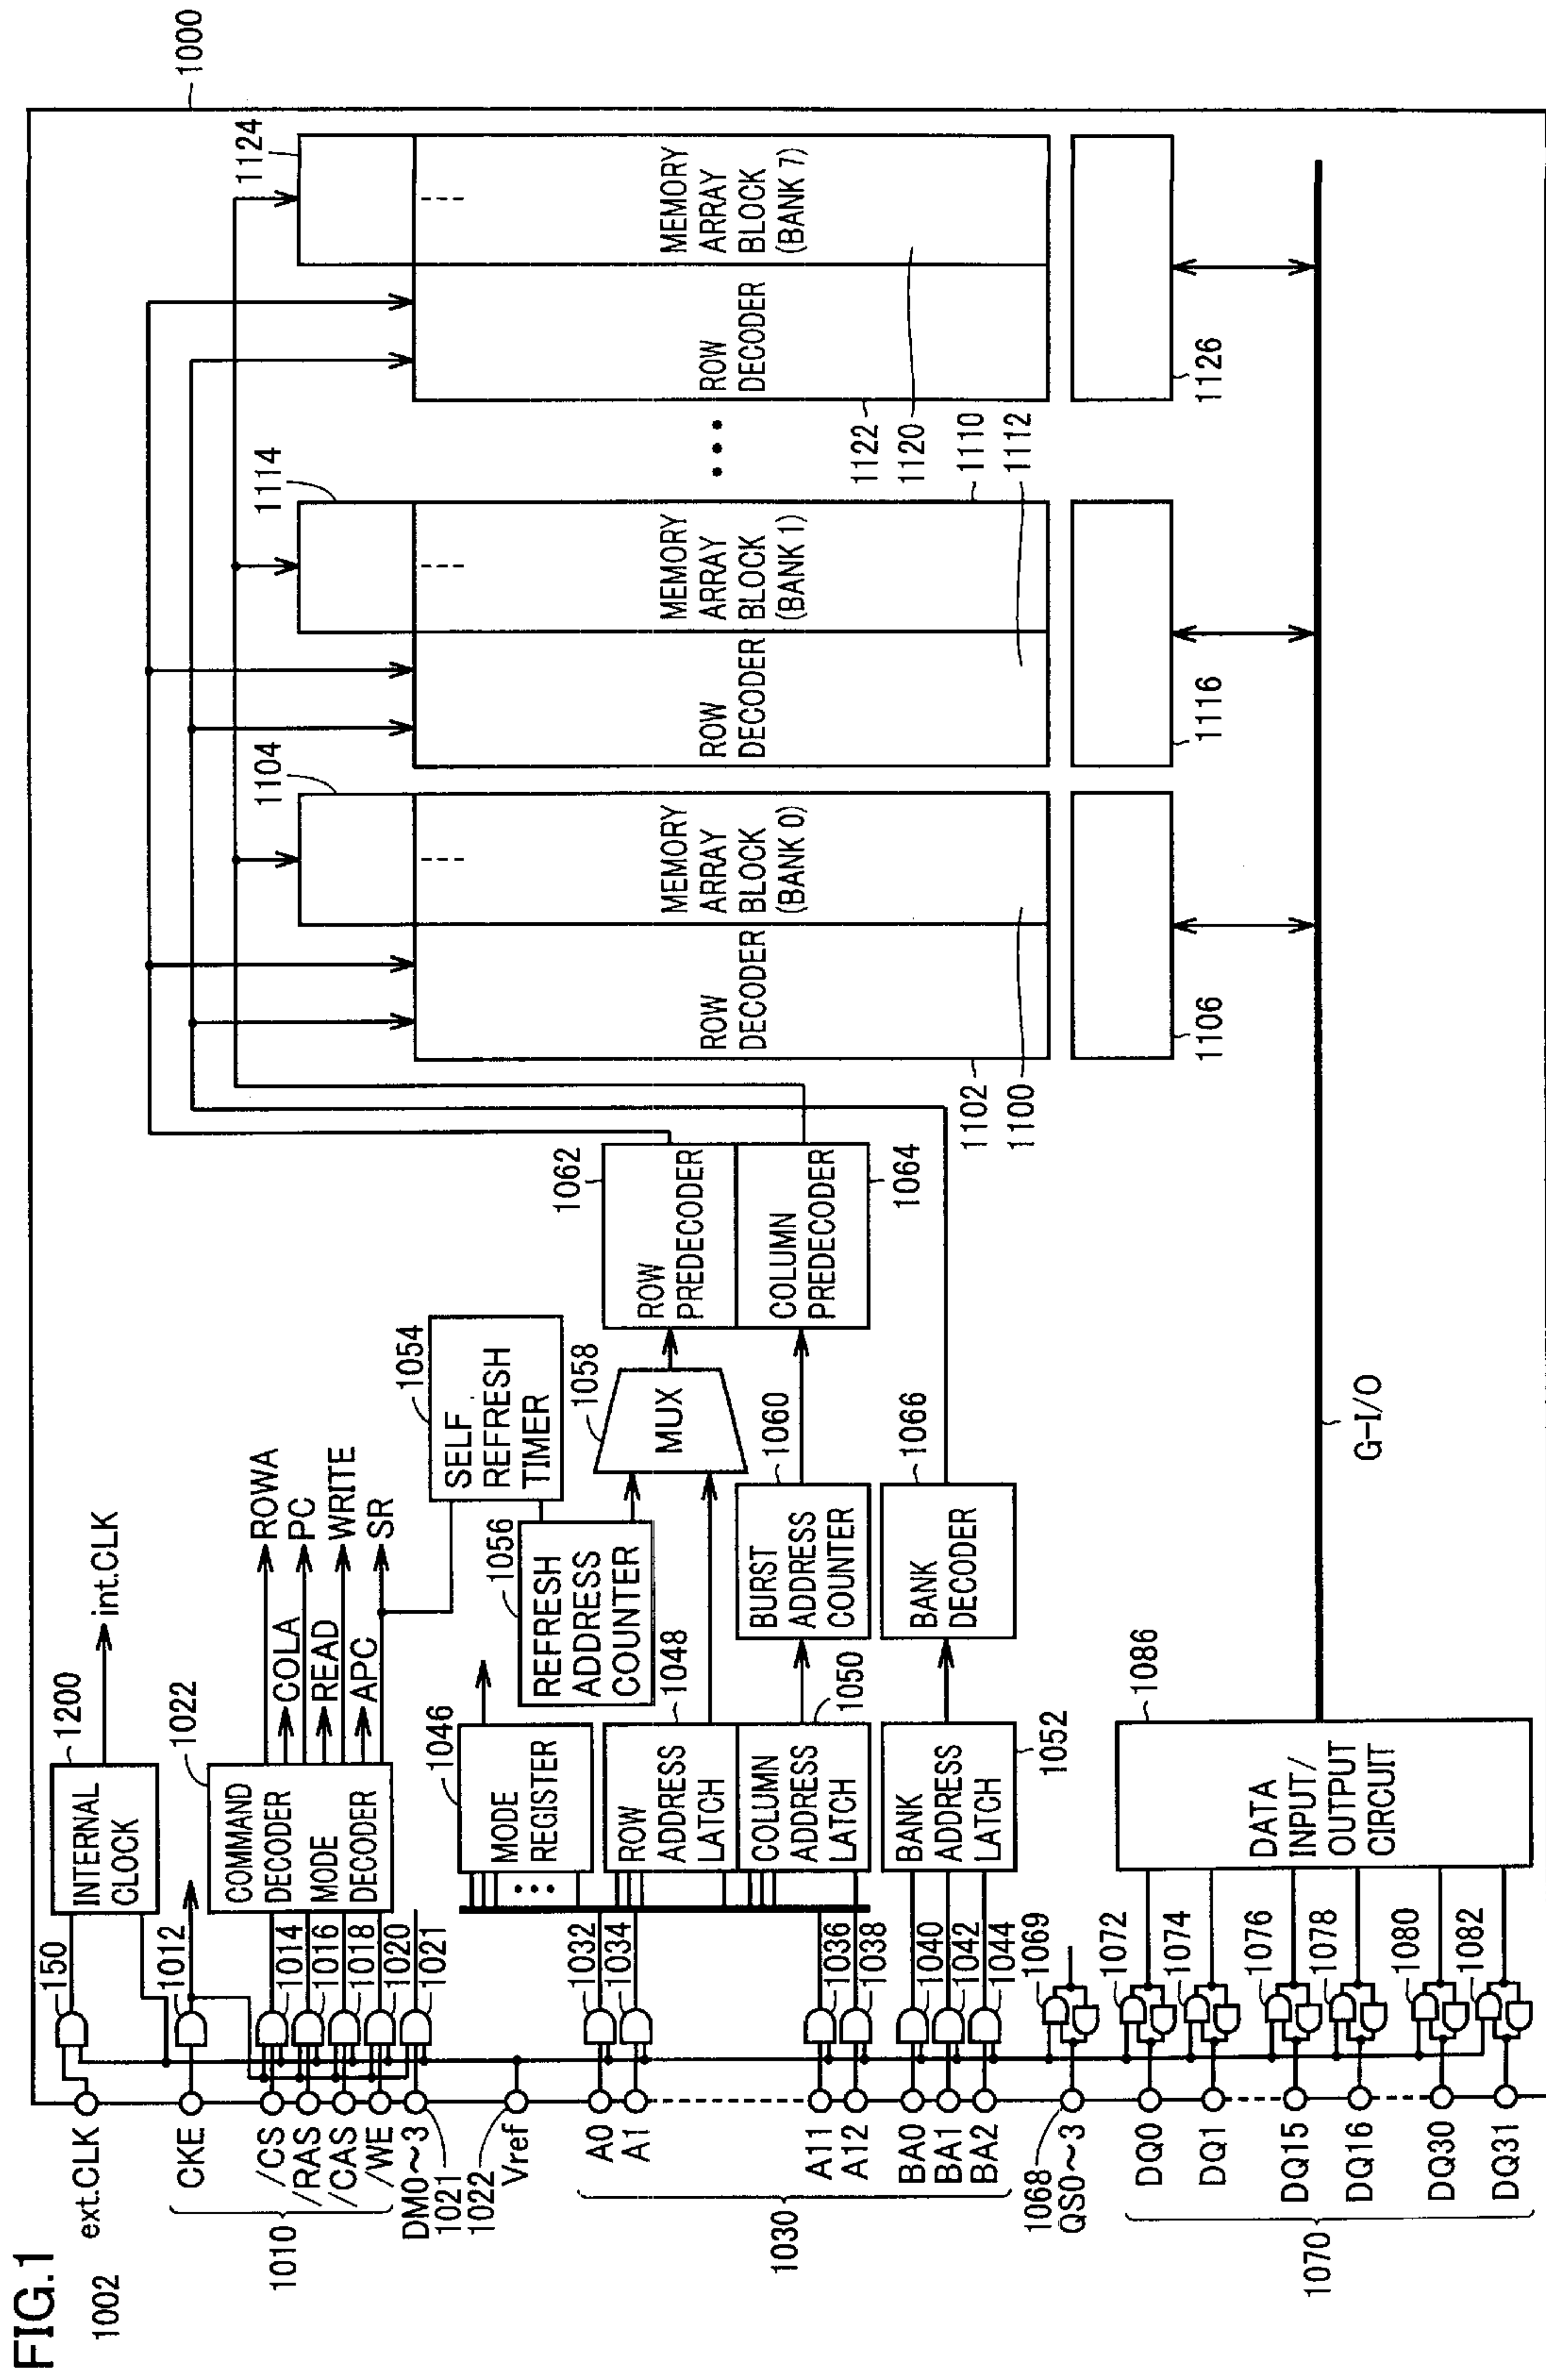 FIG.1
1000
1002
ext.CLK
150
INTERNAL
CLOCK
1200
int.CLK
CKE
1012
1010
/CS
/RAS
/CAS
/WE
1014
1016
1018
1020
1021
COMMAND
DECODER
MODE
DECODER
1022
ROWA
COLA
PC
READ
WRITE
APC
SR
DM0~3
1021
1022
Vref
SELF
REFRESH
TIMER
1054
MODE
REGISTER
1046
REFRESH
ADDRESS
COUNTER
1056
1030
A0
A1
A11
A12
BA0
BA1
BA2
1032
1034
1036
1038
1040
1042
1044
ROW
ADDRESS
LATCH
1048
COLUMN
ADDRESS
LATCH
1050
BANK
ADDRESS
LATCH
1052
MUX
1058
BURST
ADDRESS
COUNTER
1060
BANK
DECODER
1066
ROW
PREDECODER
1062
COLUMN
PREDECODER
1064
1104
ROW
DECODER
MEMORY
ARRAY
BLOCK
(BANK 0)
1102
1100
1106
1114
ROW
DECODER
MEMORY
ARRAY
BLOCK
(BANK 1)
1110
1112
1116
1124
ROW
DECODER
MEMORY
ARRAY
BLOCK
(BANK 7)
1122
1120
1126
1068
QS0~3
1069
1070
DQ0
DQ1
DQ15
DQ16
DQ30
DQ31
1072
1074
1076
1078
1080
1082
DATA
INPUT/
OUTPUT
CIRCUIT
1086
G-I/O